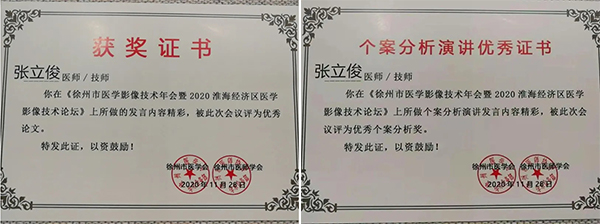 获奖证书
张立俊医师/技师
你在《徐州市医学影像技术年会暨2020淮海经济区医学
影像技术论坛》上所做的发言内容精彩,被此次会议评为优秀
论文。
特发此证,以资鼓励!
徐州市医学会 徐州市医师学会
2020年11月28日
个案分析演讲优秀证书
张立俊医师/技师
你在《徐州市医学影像技术年会暨2020淮海经济区医学
影像技术论坛》上所做个案分析演讲发言内容精彩,被此次会
议评为优秀个案分析奖。
特发此证,以资鼓励!
徐州市医学会 徐州市医师学会
2020年11月28日